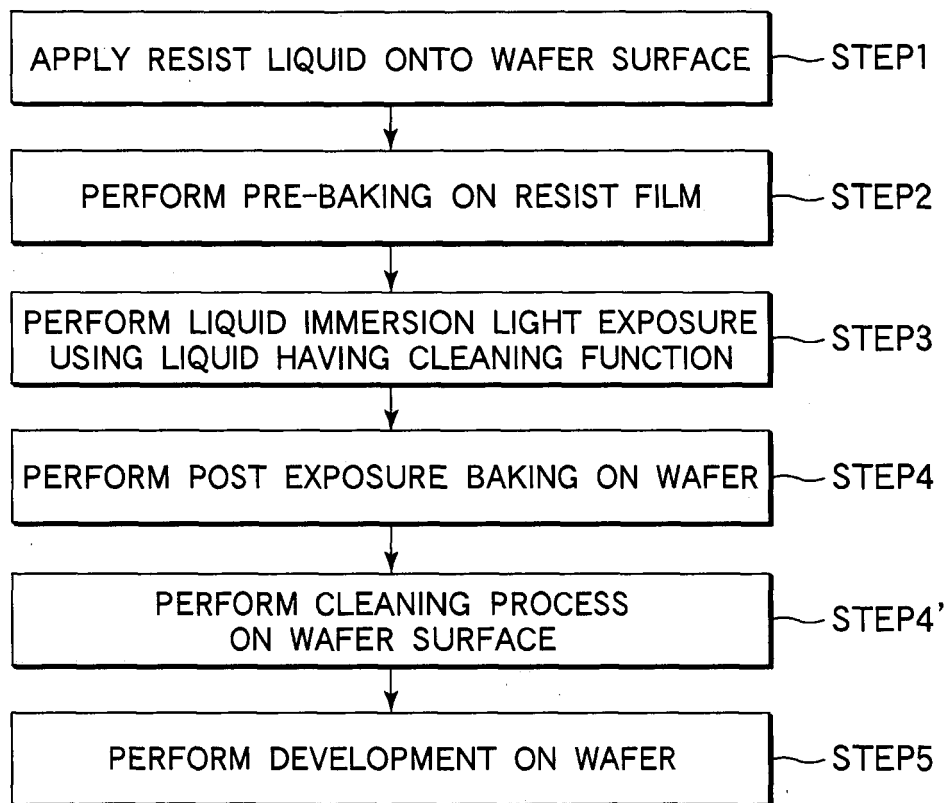 APPLY RESIST LIQUID ONTO WAFER SURFACE STEP1
PERFORM PRE-BAKING ON RESIST FILM STEP2
PERFORM LIQUID IMMERSION LIGHT EXPOSURE
USING LIQUID HAVING CLEANING FUNCTION STEP3
PERFORM POST EXPOSURE BAKING ON WAFER STEP4
PERFORM CLEANING PROCESS
ON WAFER SURFACE STEP4'
PERFORM DEVELOPMENT ON WAFER STEP5